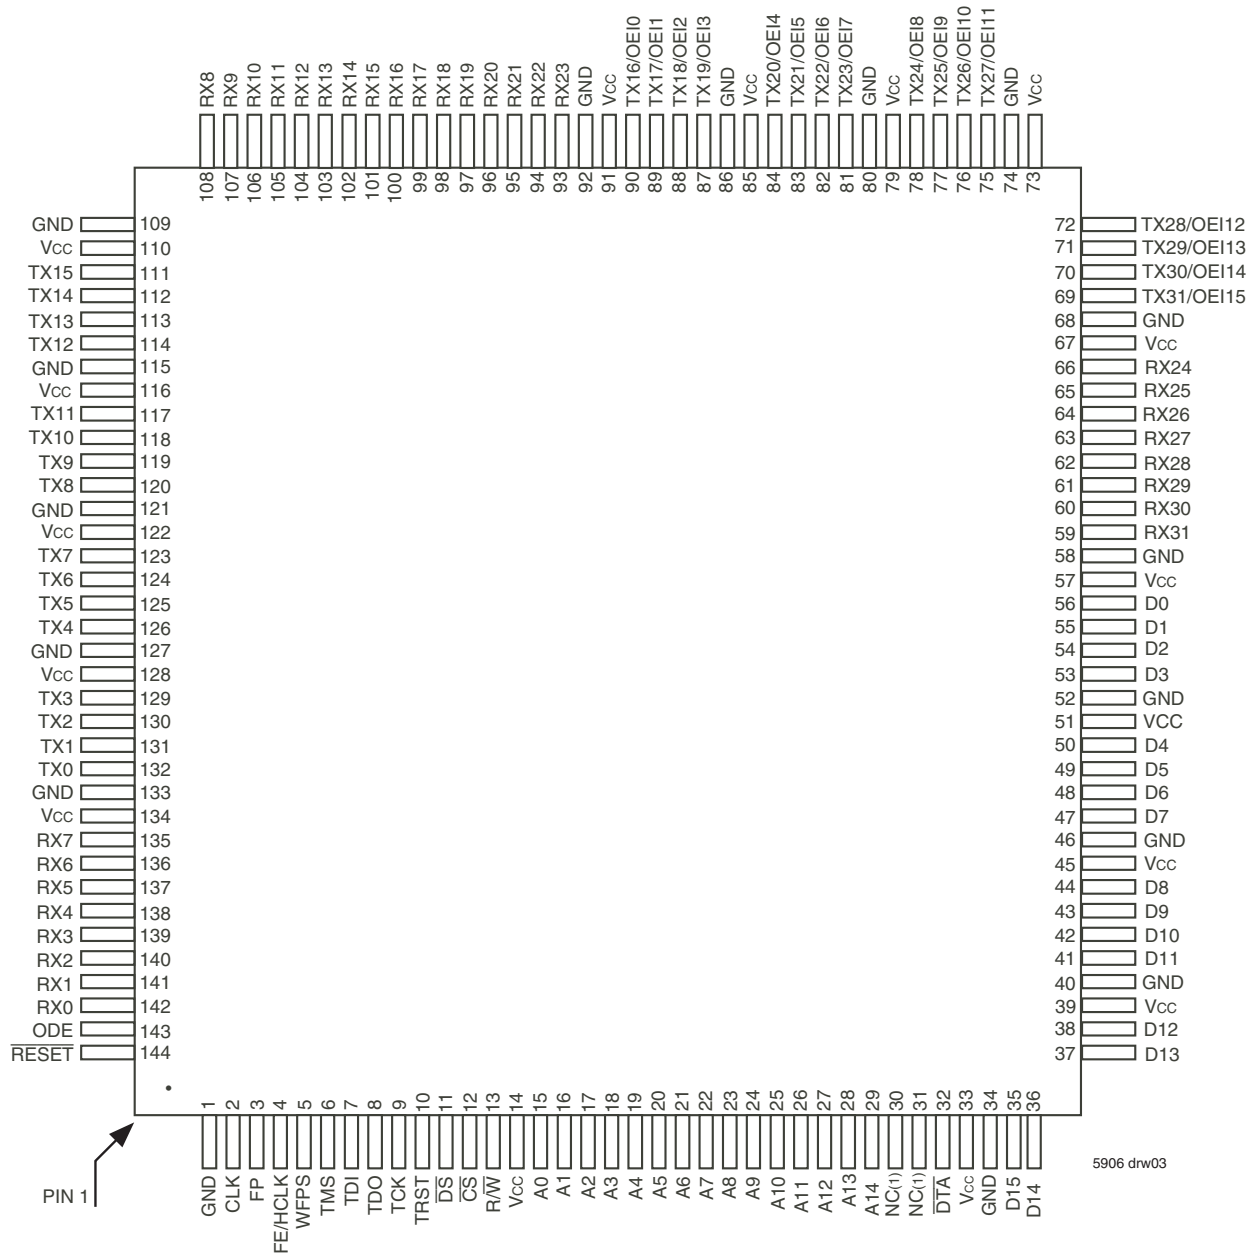 RX8
RX9
RX10
RX11
RX12
RX13
RX14
RX15
RX16
RX17
RX18
RX19
RX20
RX21
RX22
RX23
GND
Vcc
TX16/OEI0
TX17/OEI1
TX18/OEI2
TX19/OEI3
GND
Vcc
TX20/OEI4
TX21/OEI5
TX22/OEI6
TX23/OEI7
GND
Vcc
TX24/OEI8
TX25/OEI9
TX26/OEI10
TX27/OEI11
GND
Vcc
108
107
106
105
104
103
102
101
100
99
98
97
96
95
94
93
92
91
90
89
88
87
86
85
84
83
82
81
80
79
78
77
76
75
74
73
GND 109
Vcc 110
TX15 111
TX14 112
TX13 113
TX12 114
GND 115
Vcc 116
TX11 117
TX10 118
TX9 119
TX8 120
GND 121
Vcc 122
TX7 123
TX6 124
TX5 125
TX4 126
GND 127
Vcc 128
TX3 129
TX2 130
TX1 131
TX0 132
GND 133
Vcc 134
RX7 135
RX6 136
RX5 137
RX4 138
RX3 139
RX2 140
RX1 141
RX0 142
ODE 143
RESET 144
72 TX28/OEI12
71 TX29/OEI13
70 TX30/OEI14
69 TX31/OEI15
68 GND
67 Vcc
66 RX24
65 RX25
64 RX26
63 RX27
62 RX28
61 RX29
60 RX30
59 RX31
58 GND
57 Vcc
56 D0
55 D1
54 D2
53 D3
52 GND
51 VCC
50 D4
49 D5
48 D6
47 D7
46 GND
45 Vcc
44 D8
43 D9
42 D10
41 D11
40 GND
39 Vcc
38 D12
37 D13
1
2
3
4
5
6
7
8
9
10
11
12
13
14
15
16
17
18
19
20
21
22
23
24
25
26
27
28
29
30
31
32
33
34
35
36
GND
CLK
FP
FE/HCLK
WFPS
TMS
TDI
TDO
TCK
TRST
DS
CS
R/W
Vcc
A0
A1
A2
A3
A4
A5
A6
A7
A8
A9
A10
A11
A12
A13
A14
NC(1)
NC(1)
DTA
Vcc
GND
D15
D14
PIN 1
5906 drw03